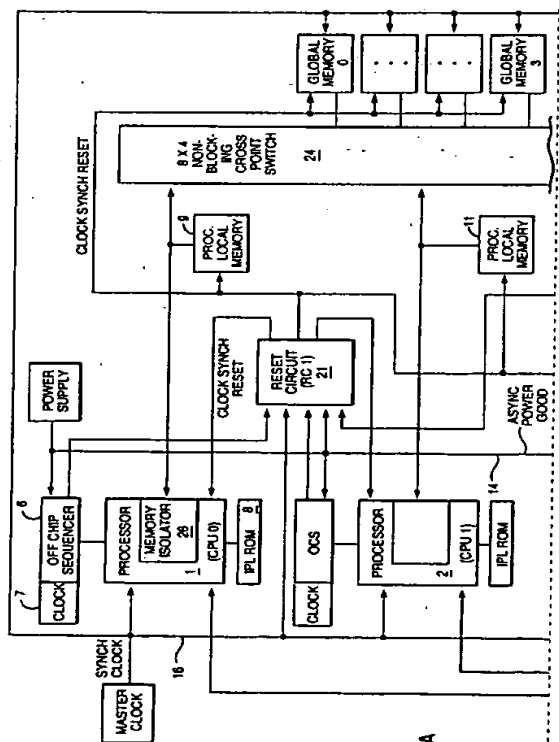 CLOCK SYNCH RESET
GLOBAL
MEMORY
0
. . .
. . .
GLOBAL
MEMORY
3
8 X 4
NON-
BLOCK-
ING
CROSS
POINT
SWITCH
24
9
PROC.
LOCAL
MEMORY
11
PROC.
LOCAL
MEMORY
POWER
SUPPLY
CLOCK SYNCH
RESET
RESET
CIRCUIT
(RC 1)
21
ASYNC
POWER
GOOD
14
6
OFF CHIP
SEQUENCER
7
CLOCK
PROCESSOR
MEMORY
ISOLATOR
26
1
(CPU 0)
IPL ROM
8
OCS
CLOCK
PROCESSOR
2
(CPU 1)
IPL ROM
SYNCH
CLOCK
16
MASTER
CLOCK
A